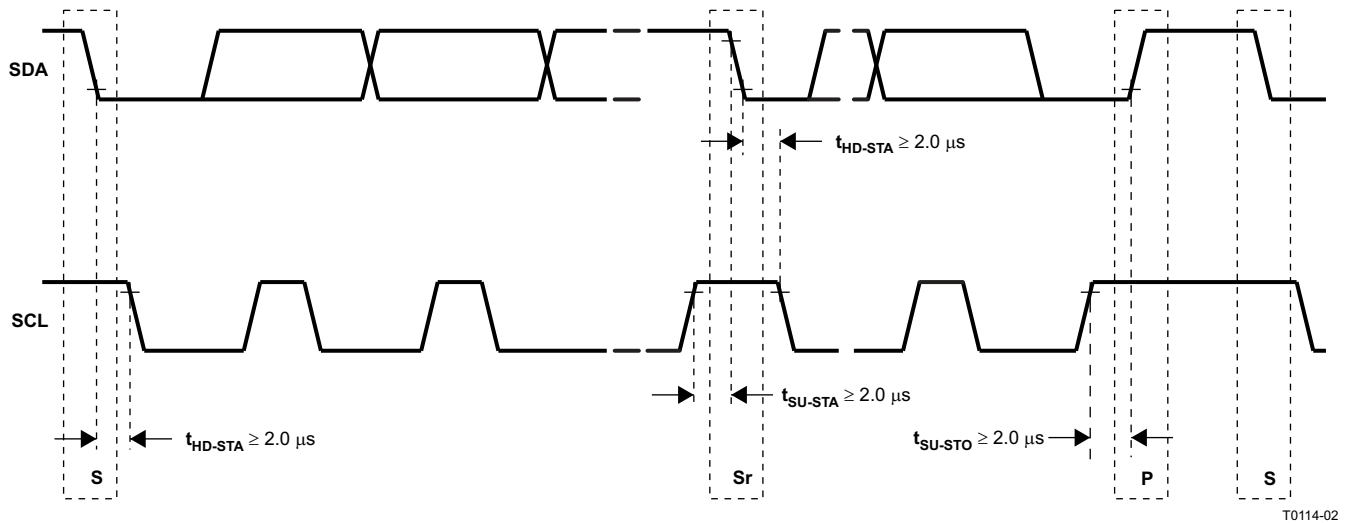 SDA
t_HD-STA ≥ 2.0 μs
SCL
t_SU-STA ≥ 2.0 μs
t_HD-STA ≥ 2.0 μs
t_SU-STO ≥ 2.0 μs
S
Sr
P
S
T0114-02